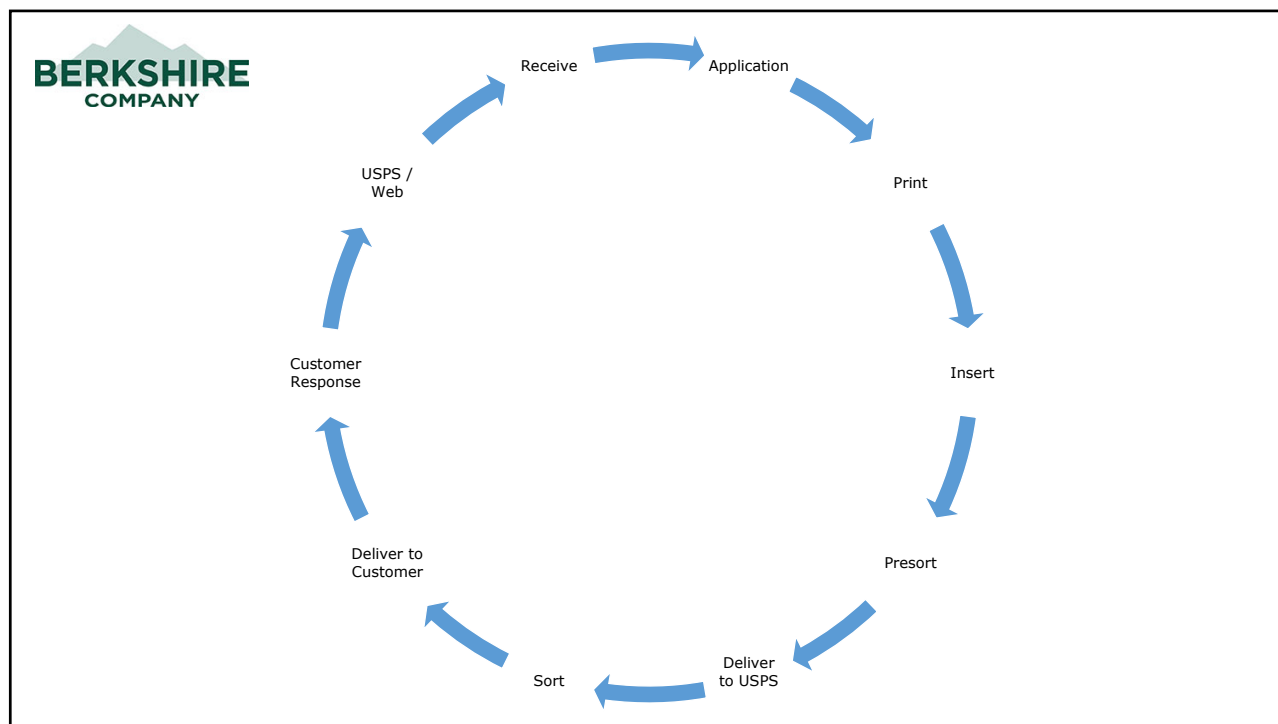 BERKSHIRE
COMPANY
Receive
Application
Print
Insert
Presort
Deliver
to USPS
Sort
Deliver to
Customer
Customer
Response
USPS /
Web